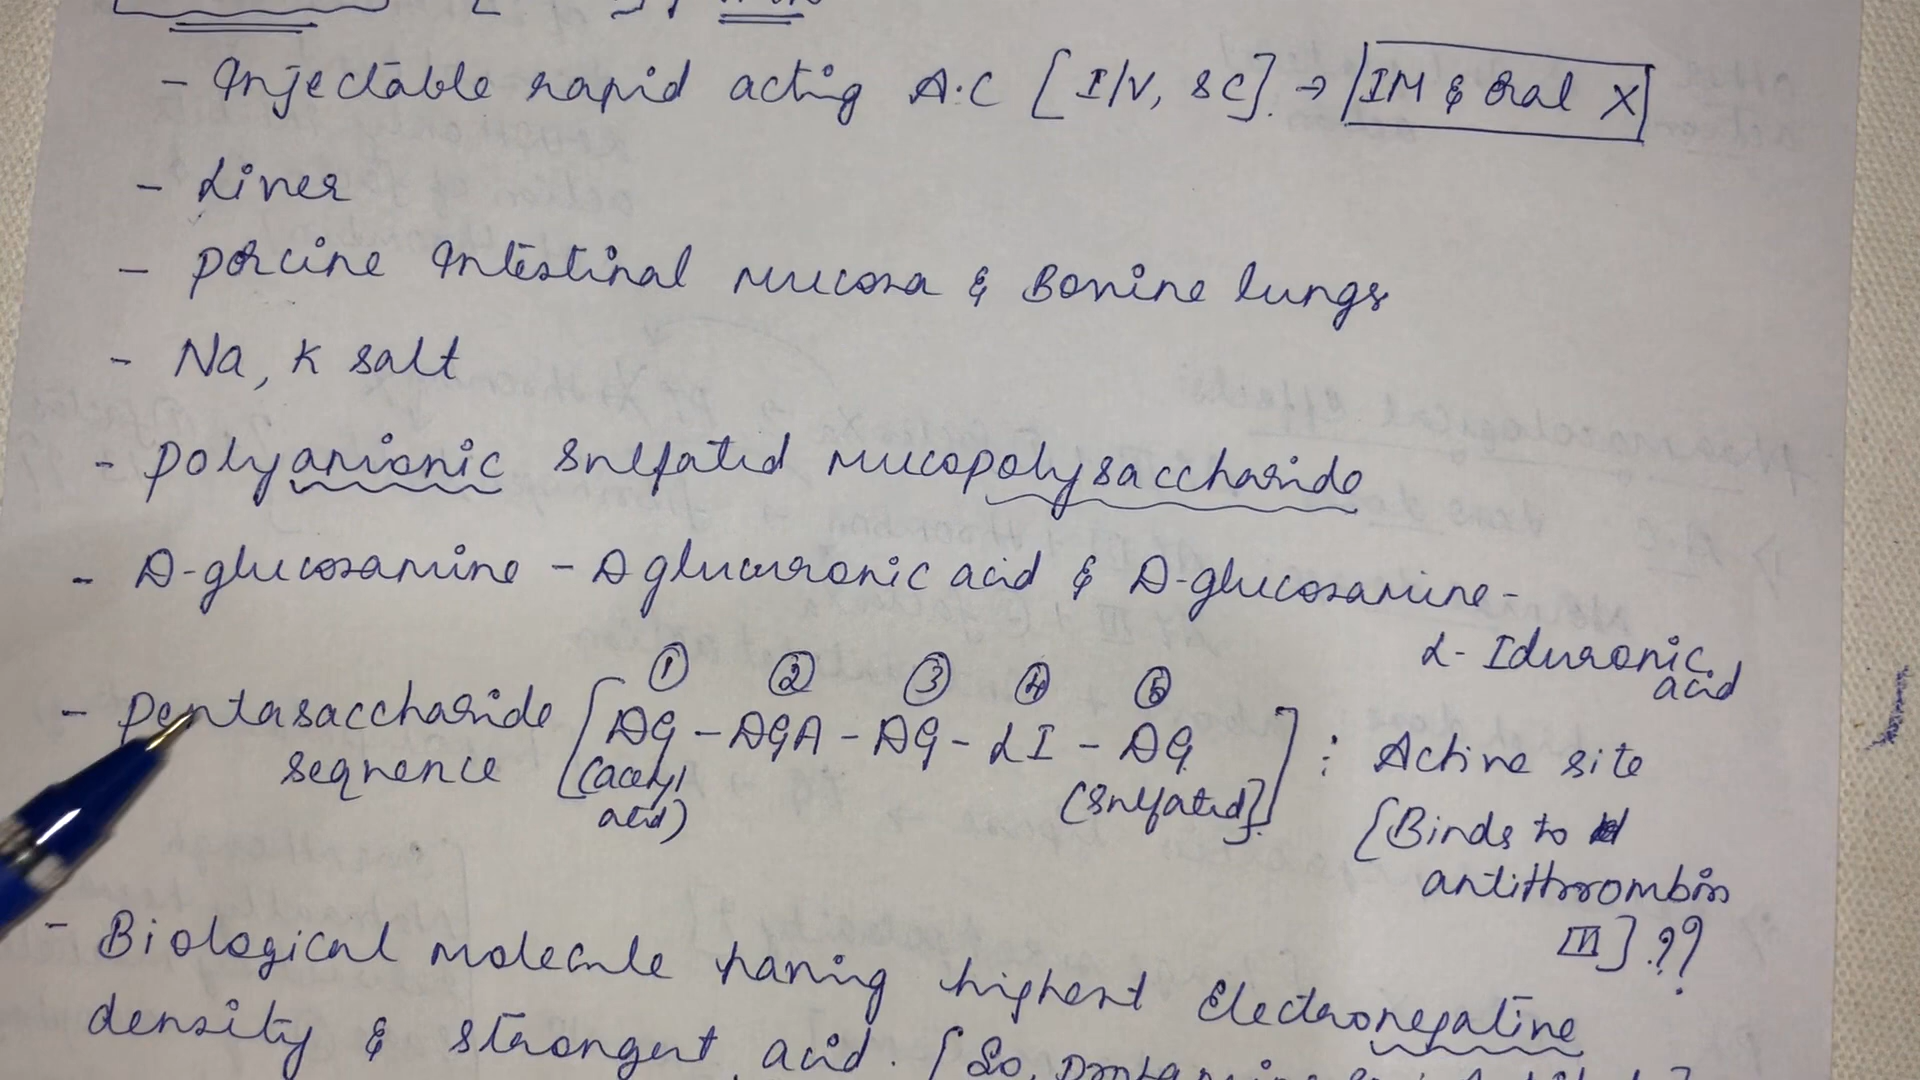 - Injectable rapid acting A.C [I/V, SC] → IM & Oral X
- Liver
- Porcine Intestinal mucosa & Bovine lungs
- Na, K salt
- Polyanionic Sulfated mucopolysaccharide
- D-glucosamine - D glucuronic acid & D-glucosamine -
L-Iduronic
acid
① ② ③ ④ ⑤
- Pentasaccharide [DG - DGA - DG - LI - DG] : Active site
sequence (acetyl (Sulfated)
acid) [Binds to
antithrombin
III] ??
- Biological molecule having highest Electronegative
density & strongest acid. [So,